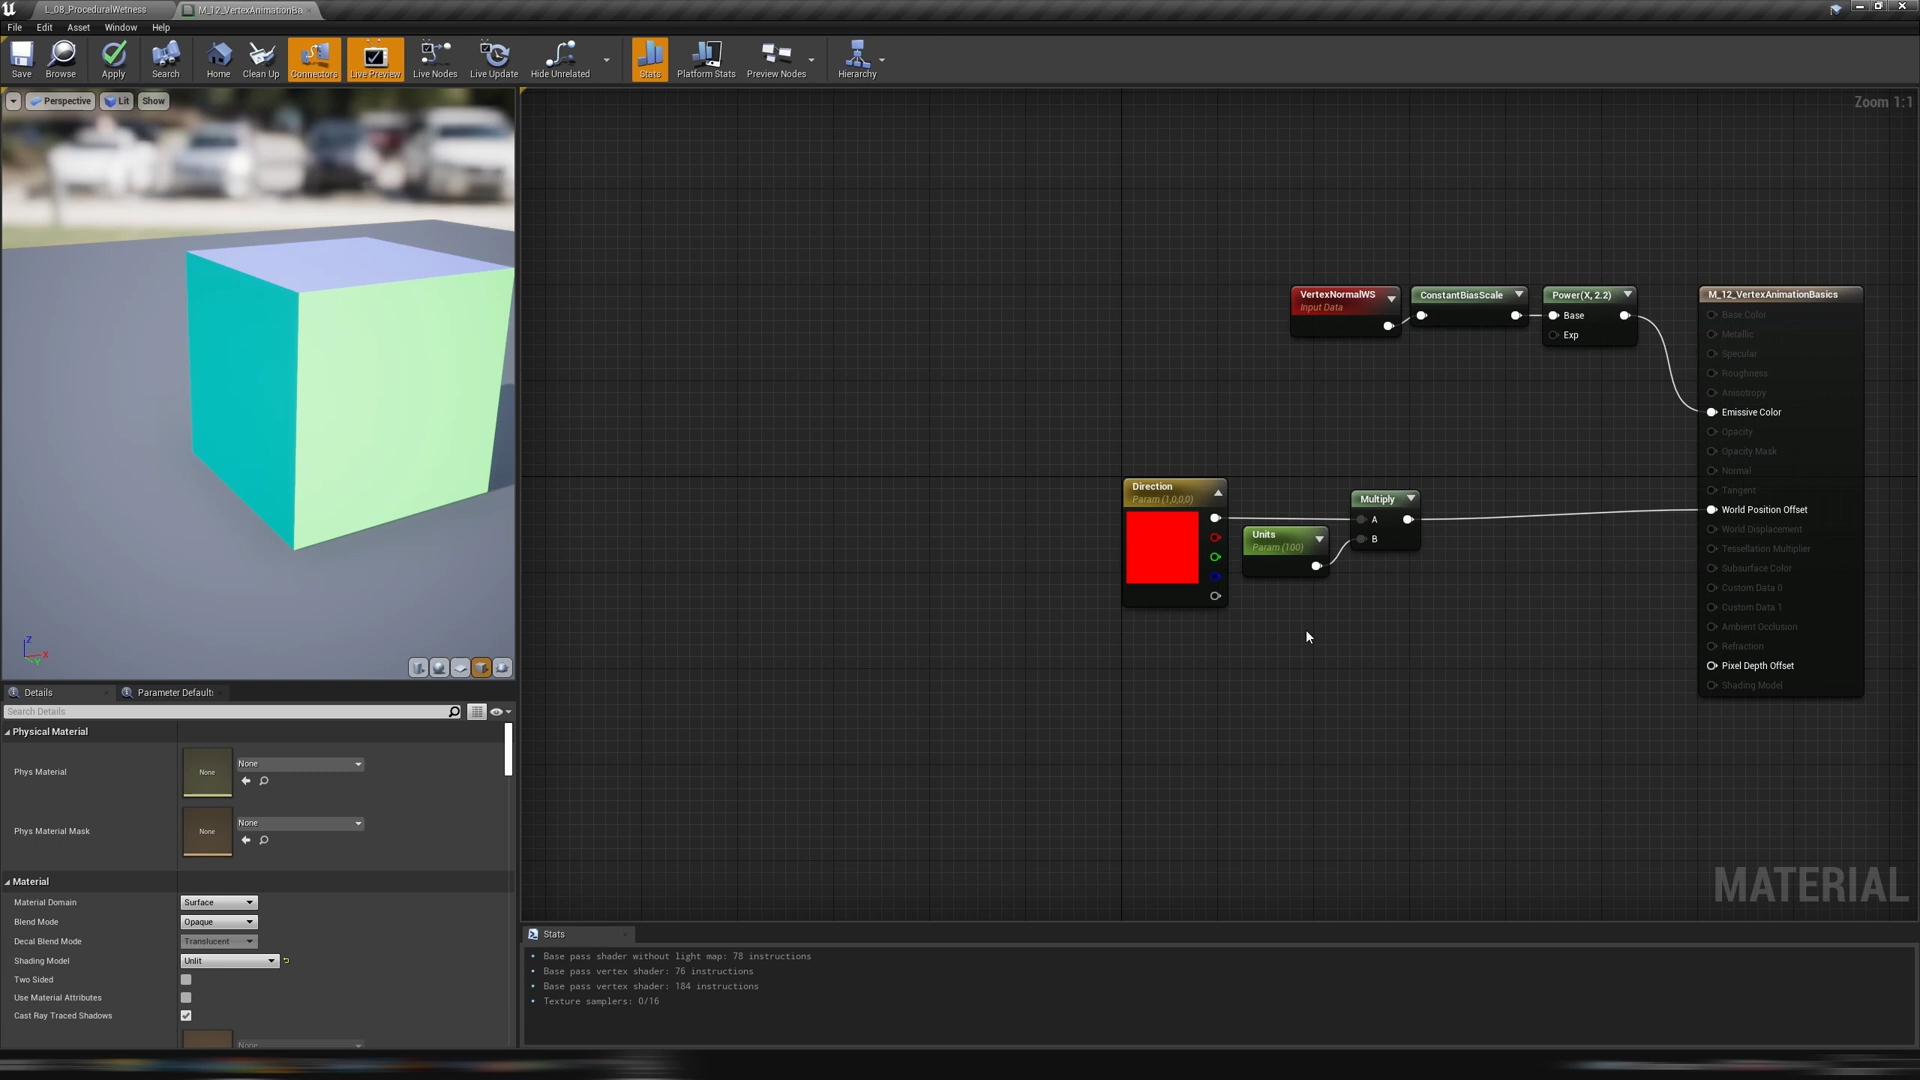 L_08_ProceduralWetness
M_12_VertexAnimationBa
File Edit Asset Window Help
Save Browse Apply Search Home Clean Up Connectors Live Preview Live Nodes Live Update Hide Unrelated Stats Platform Stats Preview Nodes Hierarchy
Perspective Lit Show
Zoom 1:1
VertexNormalWS
Input Data
ConstantBiasScale
Power(X, 2.2)
Base
Exp
M_12_VertexAnimationBasics
Base Color
Metallic
Specular
Roughness
Anisotropy
Emissive Color
Opacity
Opacity Mask
Normal
Tangent
World Position Offset
World Displacement
Tessellation Multiplier
Subsurface Color
Custom Data 0
Custom Data 1
Ambient Occlusion
Refraction
Pixel Depth Offset
Shading Model
Direction
Param (1,0,0,0)
Units
Param (100)
Multiply
A
B
Z
X
Y
MATERIAL
Details Parameter Default
Search Details
Physical Material
Phys Material None None
Phys Material Mask None None
Material
Material Domain Surface
Blend Mode Opaque
Decal Blend Mode Translucent
Shading Model Unlit
Two Sided
Use Material Attributes
Cast Ray Traced Shadows
None
Stats
Base pass shader without light map: 78 instructions
Base pass vertex shader: 76 instructions
Base pass vertex shader: 184 instructions
Texture samplers: 0/16